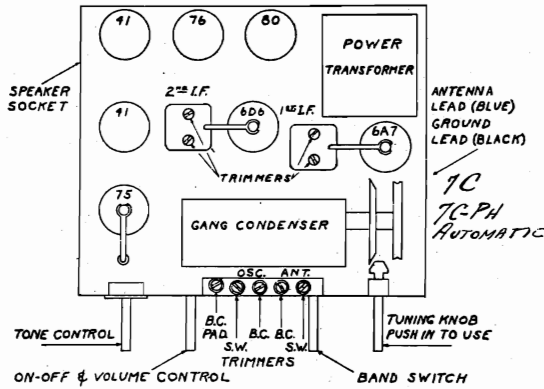 41 76 80
POWER
TRANSFORMER
SPEAKER
SOCKET
2ND I.F.
1ST I.F.
ANTENNA
LEAD (BLUE)
GROUND
LEAD (BLACK)
41
6D6
6A7
TRIMMERS
75
GANG CONDENSER
7C
7C-PH
AUTOMATIC
OSC. ANT.
B.C.
PAD.
S.W.
B.C.
B.C.
S.W.
TRIMMERS
TONE CONTROL
TUNING KNOB
PUSH IN TO USE
ON-OFF & VOLUME CONTROL
BAND SWITCH